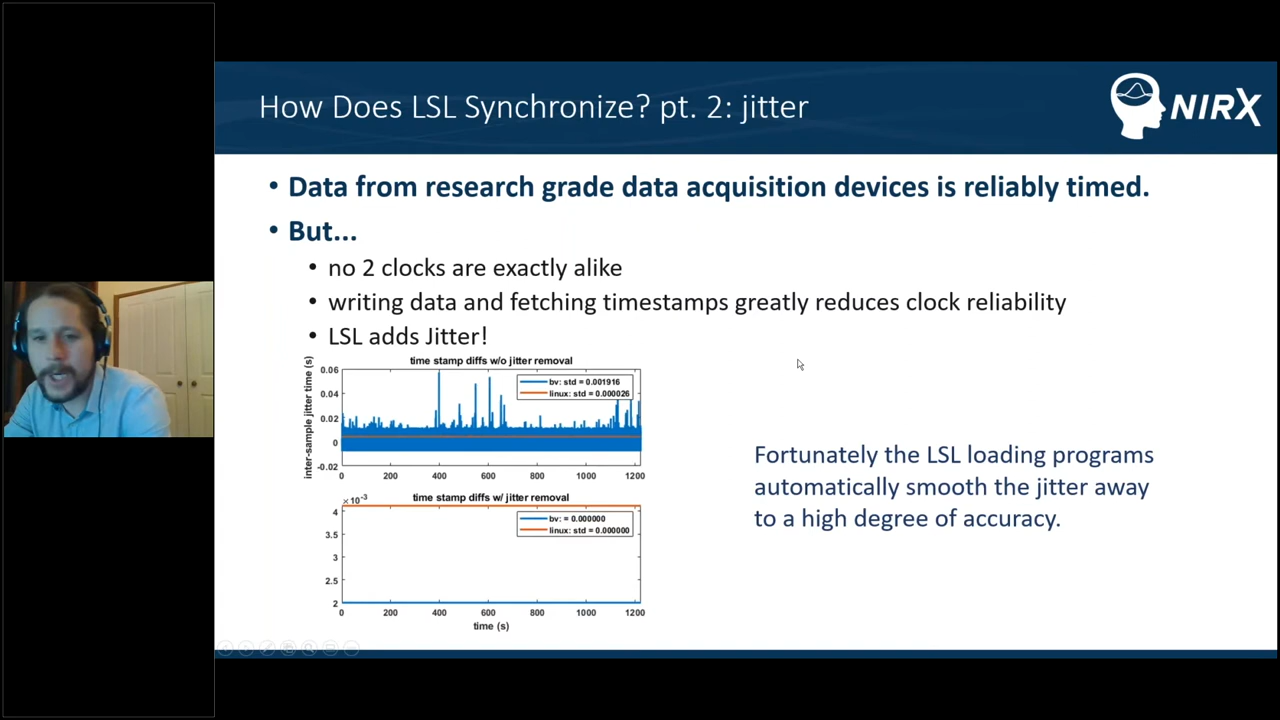 How Does LSL Synchronize? pt. 2: jitter
NIRX
• Data from research grade data acquisition devices is reliably timed.
• But...
• no 2 clocks are exactly alike
• writing data and fetching timestamps greatly reduces clock reliability
• LSL adds Jitter!
time stamp diffs w/o jitter removal
inter-sample jitter time (s)
0.06
0.04
0.02
0
-0.02
bv: std = 0.001916
linux: std = 0.000026
0 200 400 600 800 1000 1200
Fortunately the LSL loading programs
automatically smooth the jitter away
to a high degree of accuracy.
time stamp diffs w/ jitter removal
×10⁻³
4
3.5
3
2.5
2
bv: = 0.000000
linux: std = 0.000000
0 200 400 600 800 1000 1200
time (s)